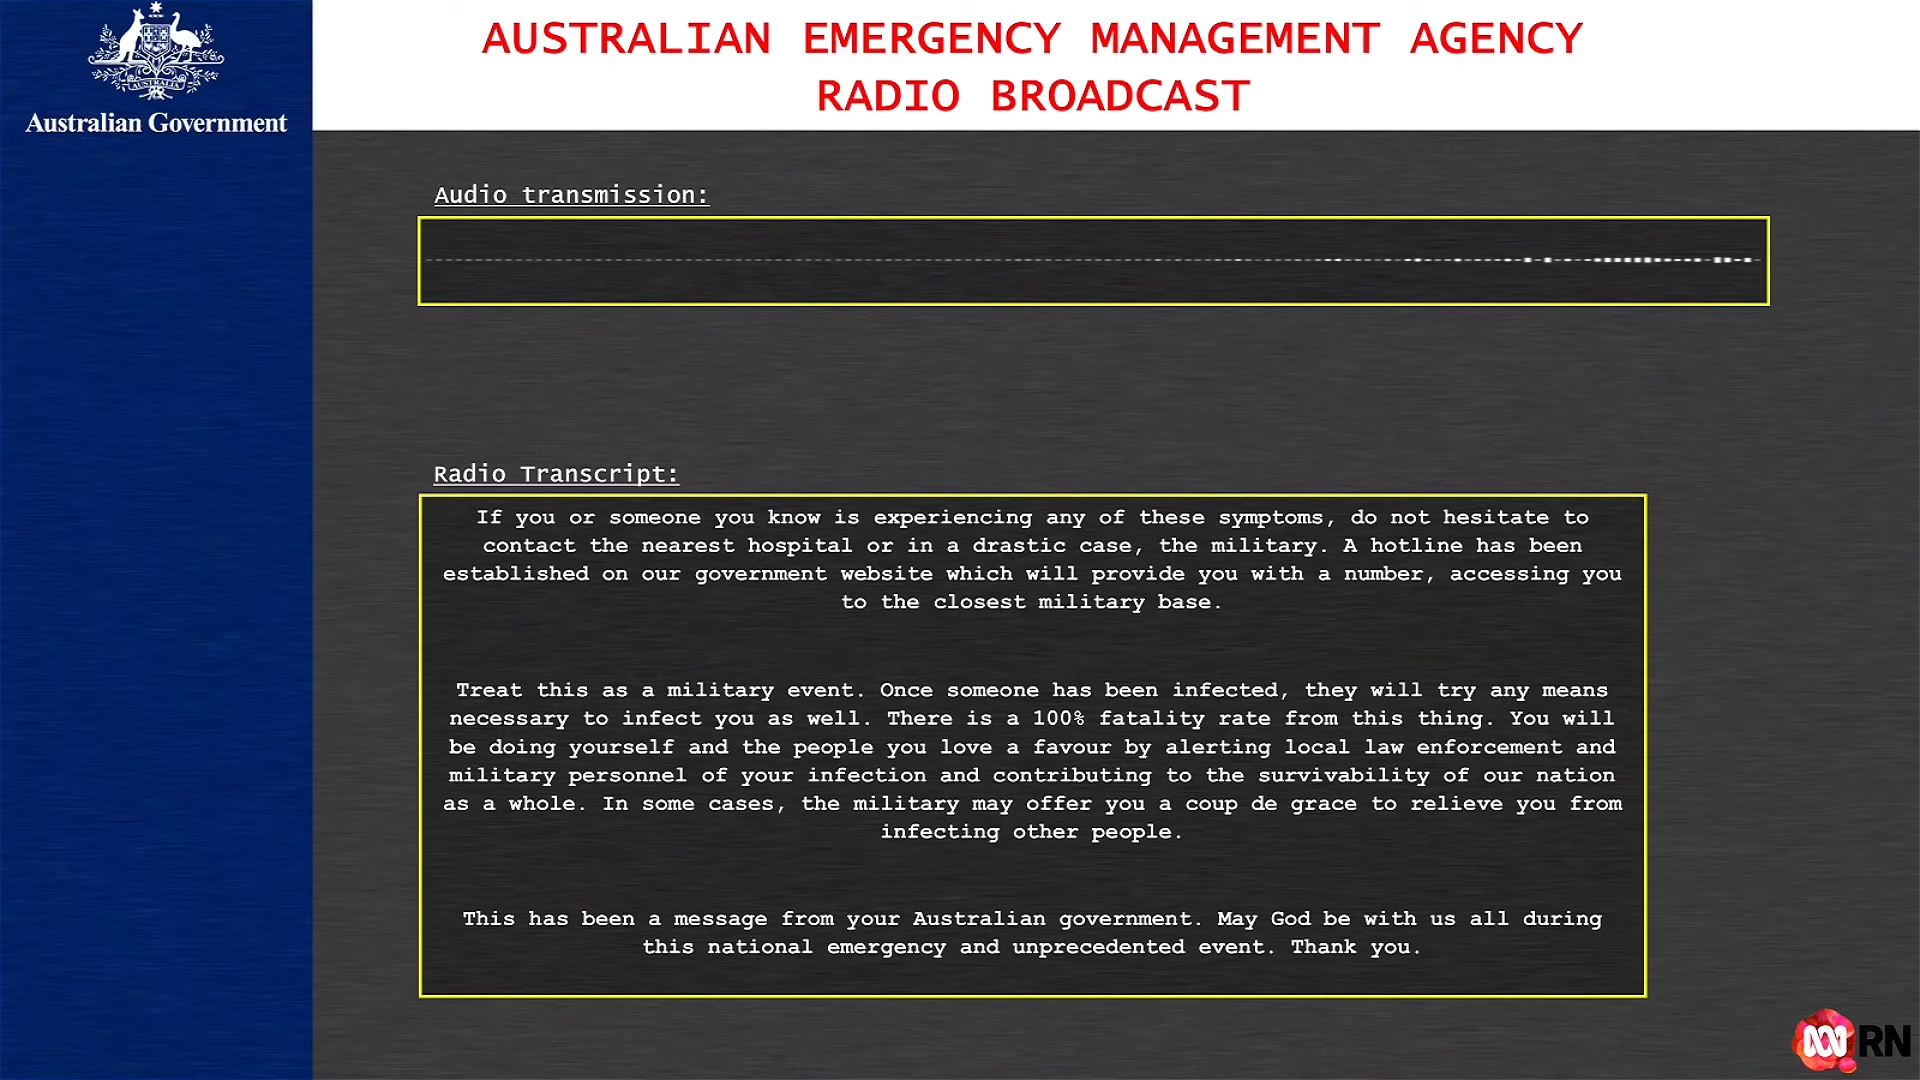 Australian Government
AUSTRALIAN EMERGENCY MANAGEMENT AGENCY
RADIO BROADCAST
Audio transmission:
Radio Transcript:
If you or someone you know is experiencing any of these symptoms, do not hesitate to
contact the nearest hospital or in a drastic case, the military. A hotline has been
established on our government website which will provide you with a number, accessing you
to the closest military base.
Treat this as a military event. Once someone has been infected, they will try any means
necessary to infect you as well. There is a 100% fatality rate from this thing. You will
be doing yourself and the people you love a favour by alerting local law enforcement and
military personnel of your infection and contributing to the survivability of our nation
as a whole. In some cases, the military may offer you a coup de grace to relieve you from
infecting other people.
This has been a message from your Australian government. May God be with us all during
this national emergency and unprecedented event. Thank you.
RN